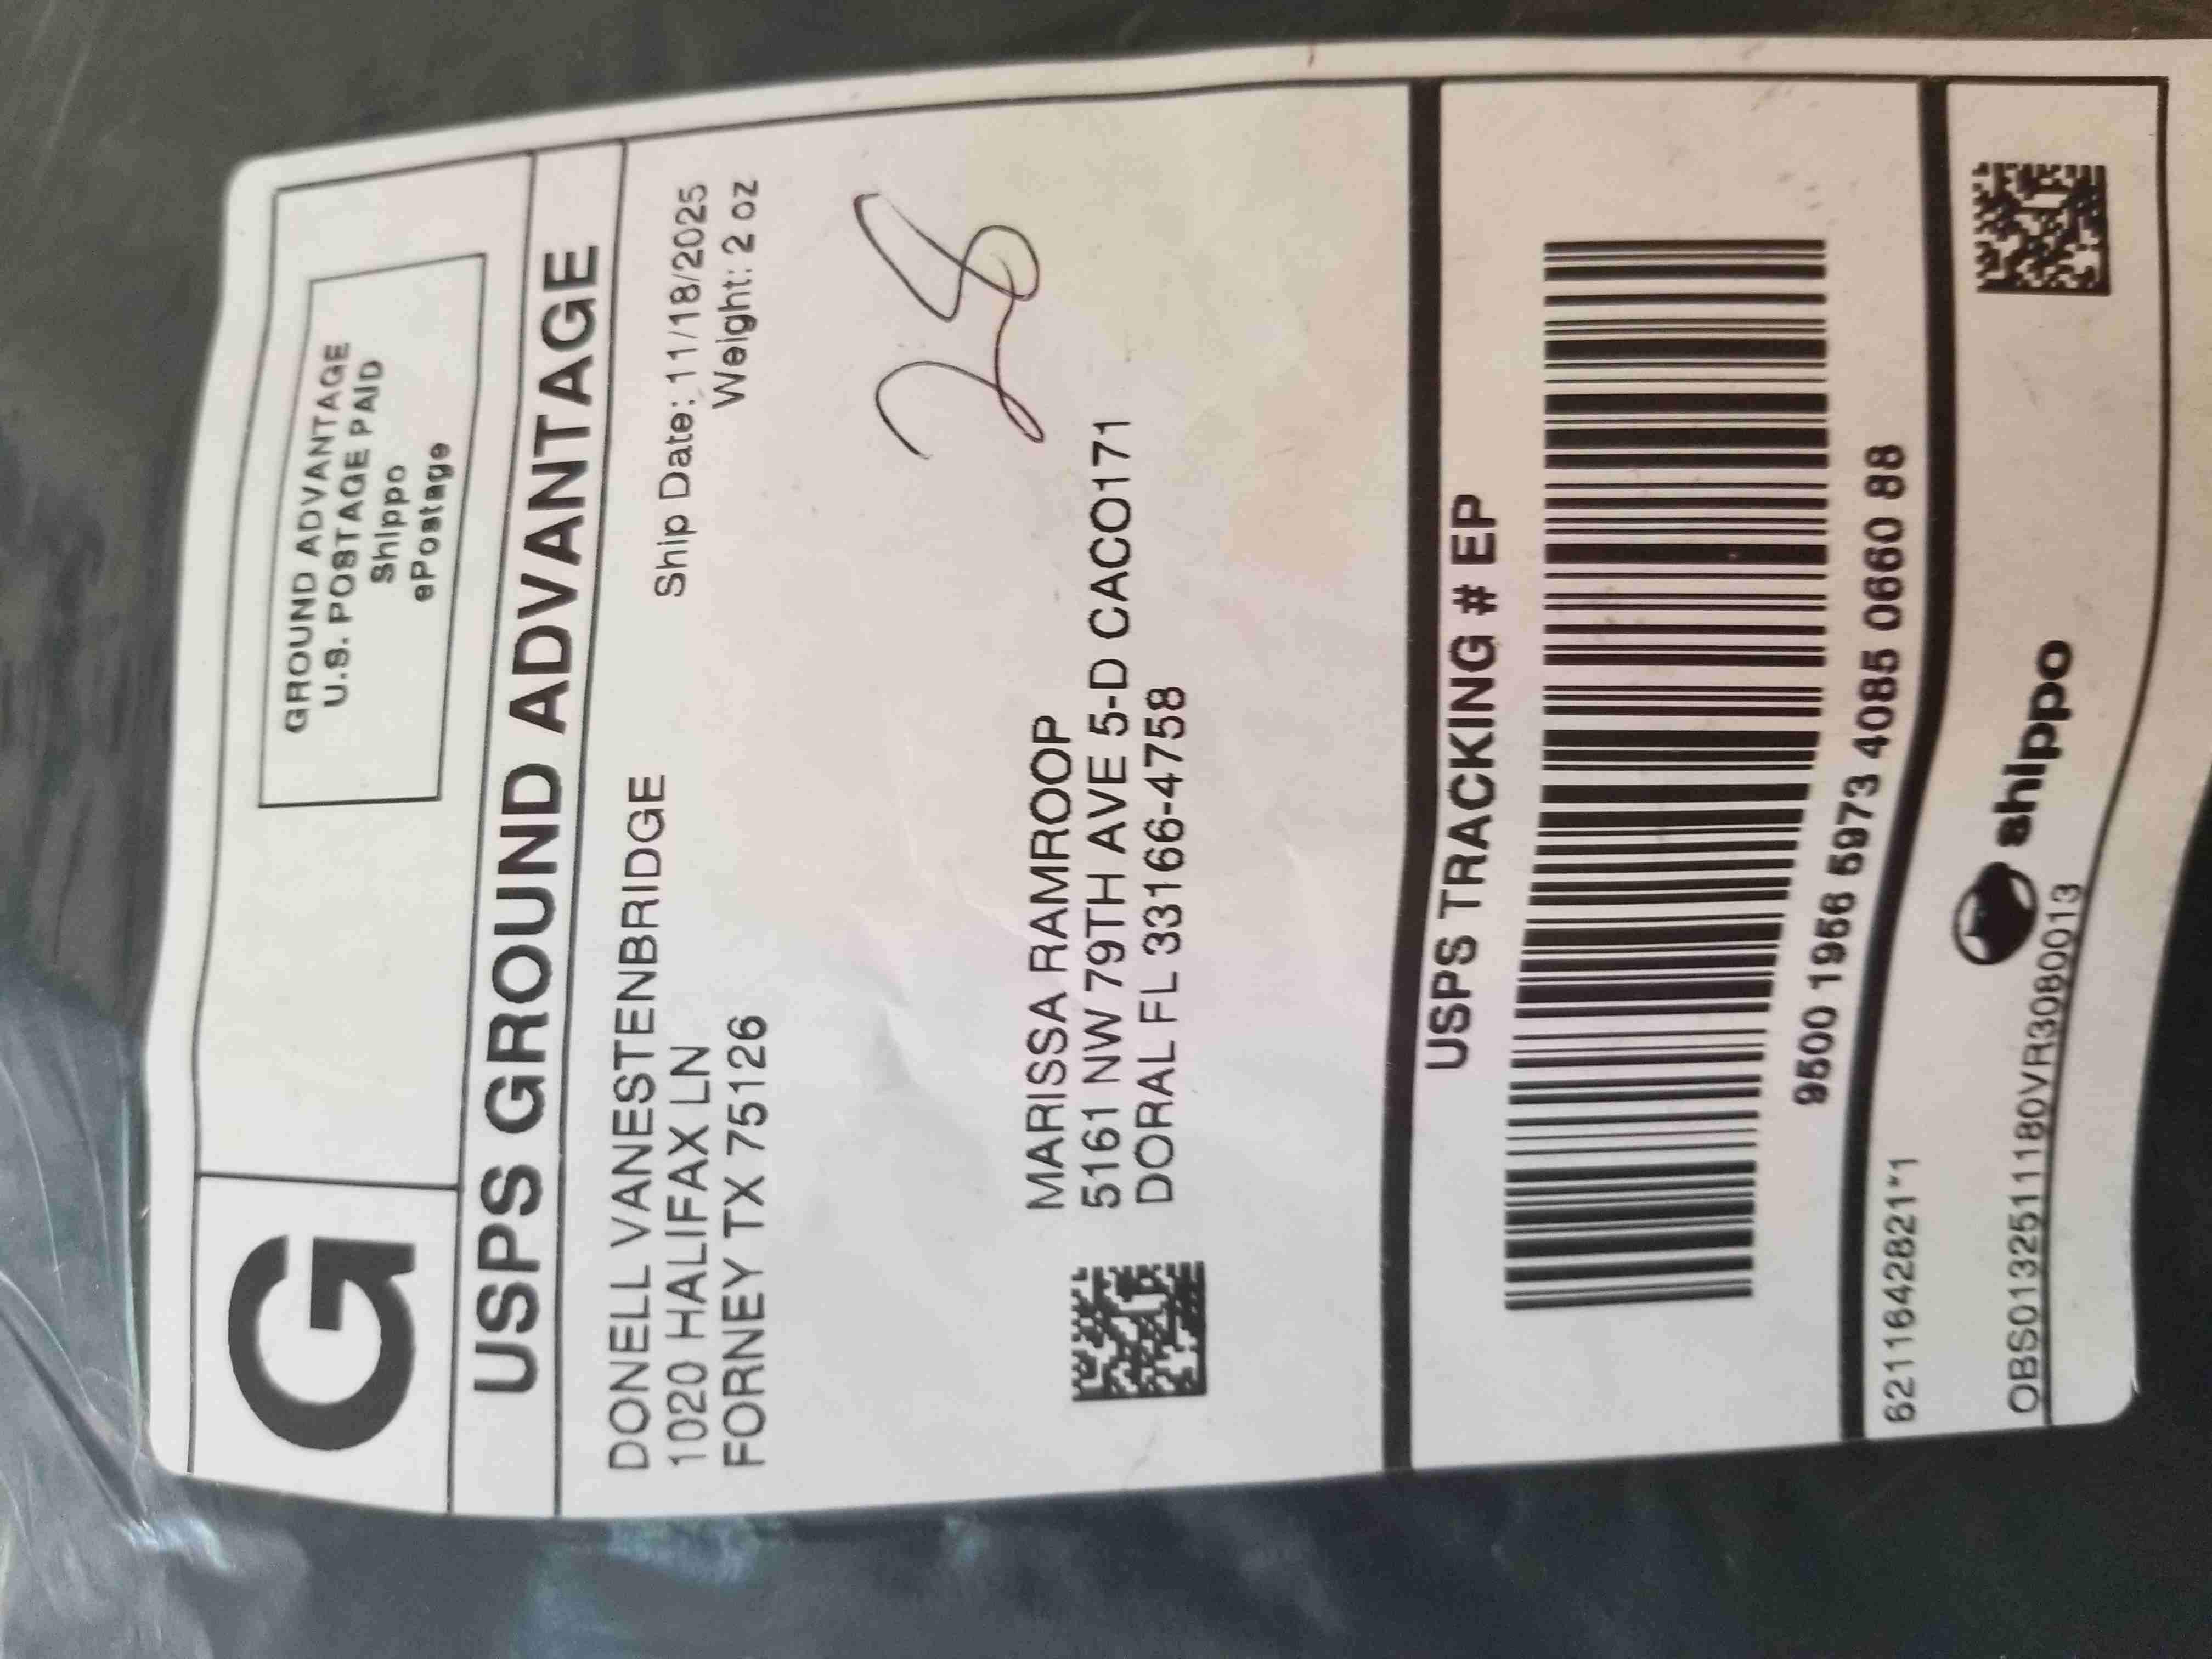 G
GROUND ADVANTAGE
U.S. POSTAGE PAID
Shippo
ePostage
USPS GROUND ADVANTAGE
DONELL VANESTENBRIDGE
1020 HALIFAX LN
FORNEY TX 75126
Ship Date: 11/18/2025
Weight: 2 oz
28
MARISSA RAMROOP
5161 NW 79TH AVE 5-D CACO171
DORAL FL 33166-4758
USPS TRACKING # EP
9500 1956 5973 4085 0660 88
6211642821*1
shippo
OBS0132511180VR3080013